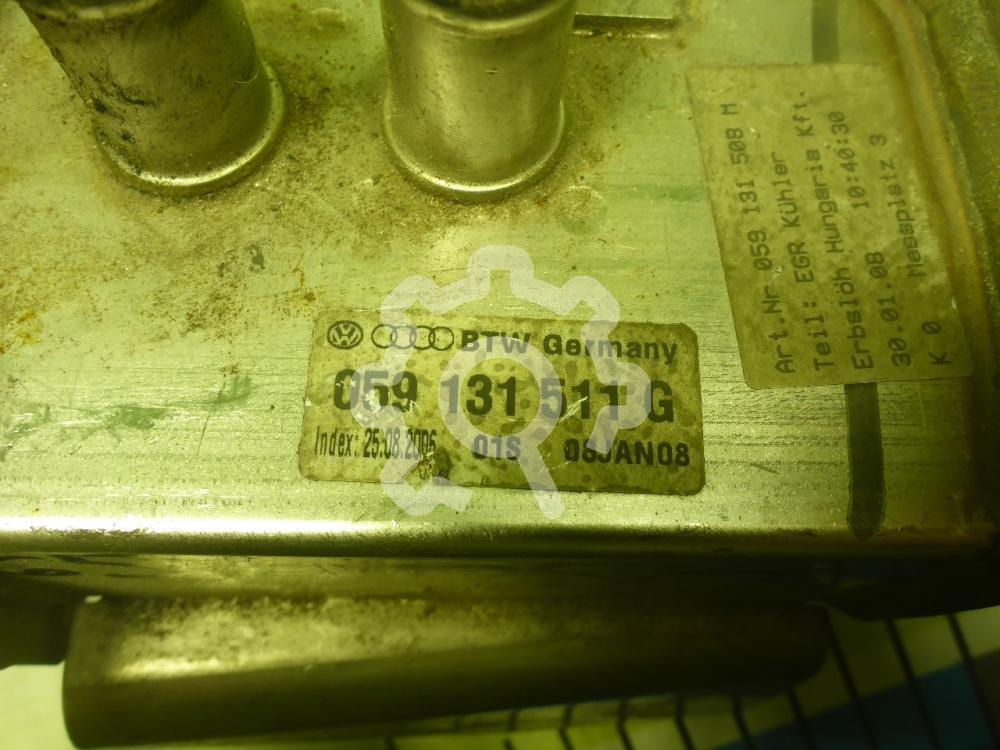 BTW Germany
059 131 511 G
Index: 25.08.2006 01S 08JAN08
Art.Nr 059 131 508 M
Teil: EGR Kühler
Erbslöh Hungaria Kft.
30.01.08 10:40:30
Messplatz 3
K 0